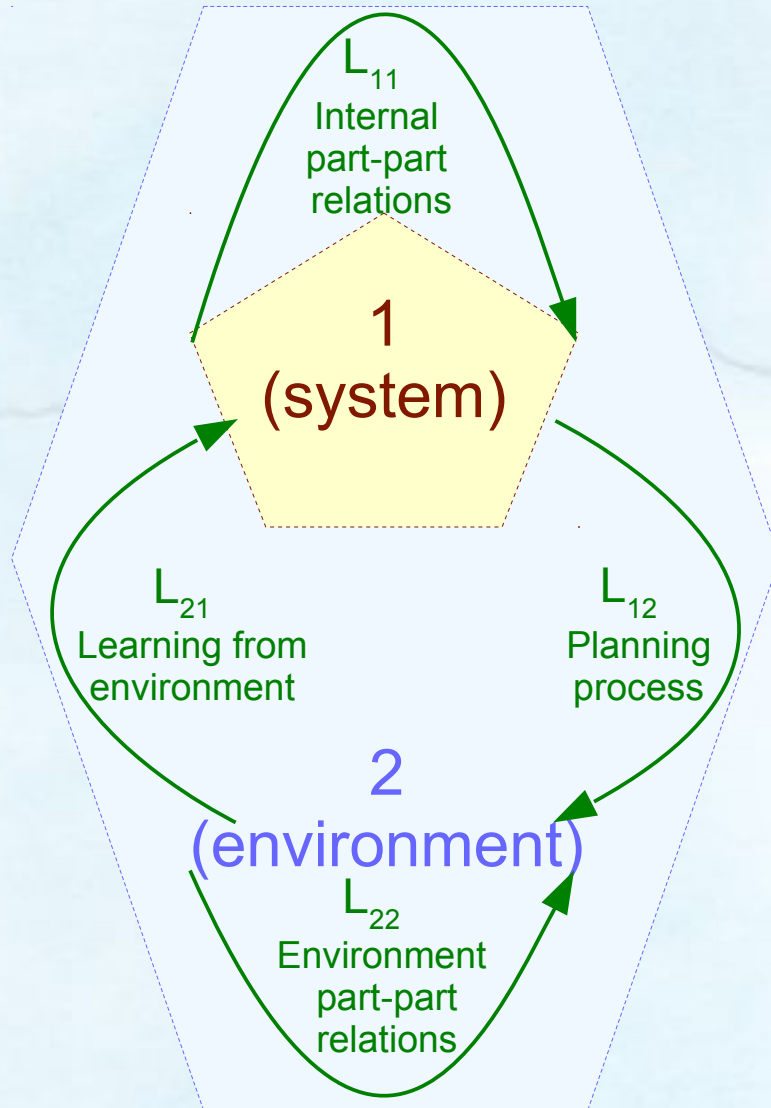 L₁₁
Internal
part-part
relations
1
(system)
L₂₁
Learning from
environment
L₁₂
Planning
process
2
(environment)
L₂₂
Environment
part-part
relations